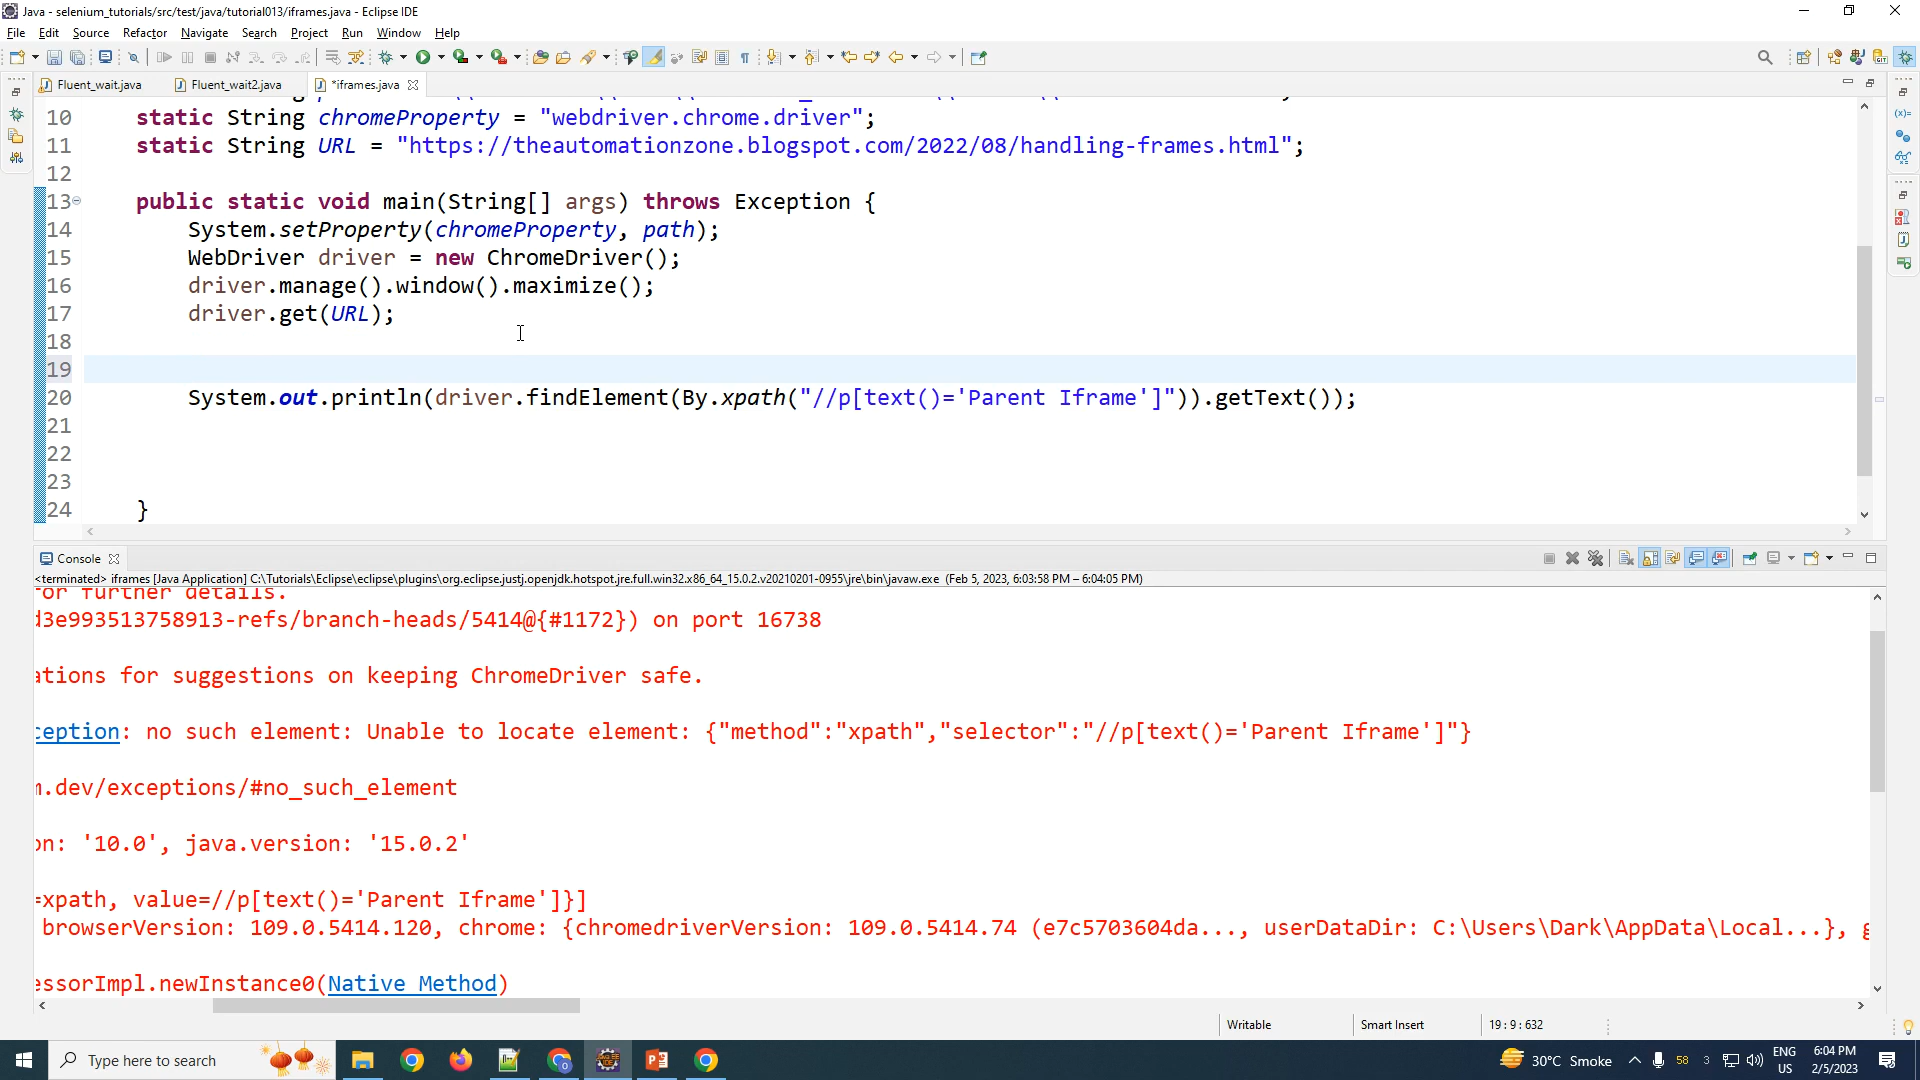 Java - selenium_tutorials/src/test/java/tutorial013/iframes.java - Eclipse IDE
File Edit Source Refactor Navigate Search Project Run Window Help
Fluent_wait.java Fluent_wait2.java *iframes.java
10 static String chromeProperty = "webdriver.chrome.driver";
11 static String URL = "https://theautomationzone.blogspot.com/2022/08/handling-frames.html";
12
13 public static void main(String[] args) throws Exception {
14 System.setProperty(chromeProperty, path);
15 WebDriver driver = new ChromeDriver();
16 driver.manage().window().maximize();
17 driver.get(URL);
18
19
20 System.out.println(driver.findElement(By.xpath("//p[text()='Parent Iframe']")).getText());
21
22
23
24 }
Console
<terminated> iframes [Java Application] C:\Tutorials\Eclipse\eclipse\plugins\org.eclipse.justj.openjdk.hotspot.jre.full.win32.x86_64_15.0.2.v20210201-0955\jre\bin\javaw.exe (Feb 5, 2023, 6:03:58 PM – 6:04:05 PM)
or further details.
d3e993513758913-refs/branch-heads/5414@{#1172}) on port 16738
ations for suggestions on keeping ChromeDriver safe.
ception: no such element: Unable to locate element: {"method":"xpath","selector":"//p[text()='Parent Iframe']"}
m.dev/exceptions/#no_such_element
on: '10.0', java.version: '15.0.2'
=xpath, value=//p[text()='Parent Iframe']}]
browserVersion: 109.0.5414.120, chrome: {chromedriverVersion: 109.0.5414.74 (e7c5703604da..., userDataDir: C:\Users\Dark\AppData\Local...}, g
essorImpl.newInstance0(Native Method)
Writable Smart Insert 19 : 9 : 632
Type here to search 30°C Smoke 58 3 ENG US 6:04 PM 2/5/2023